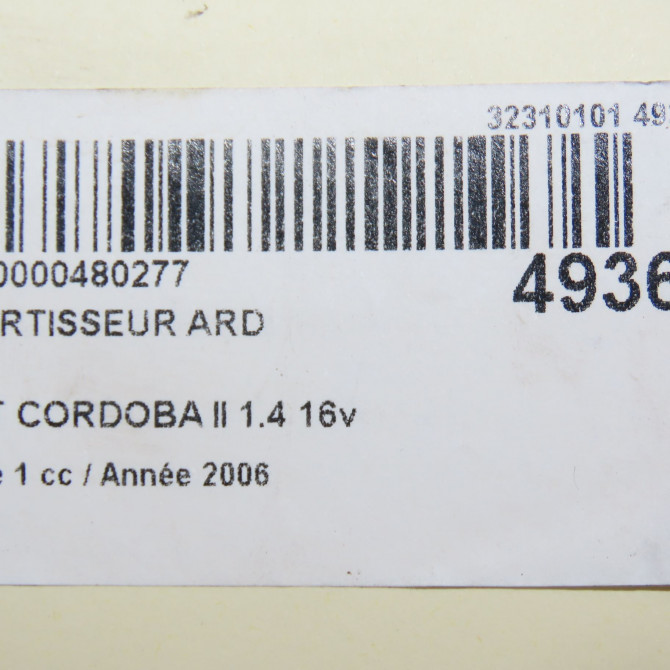 32310101 49
0000480277
4936
RTISSEUR ARD
T CORDOBA II 1.4 16v
e 1 cc / Année 2006